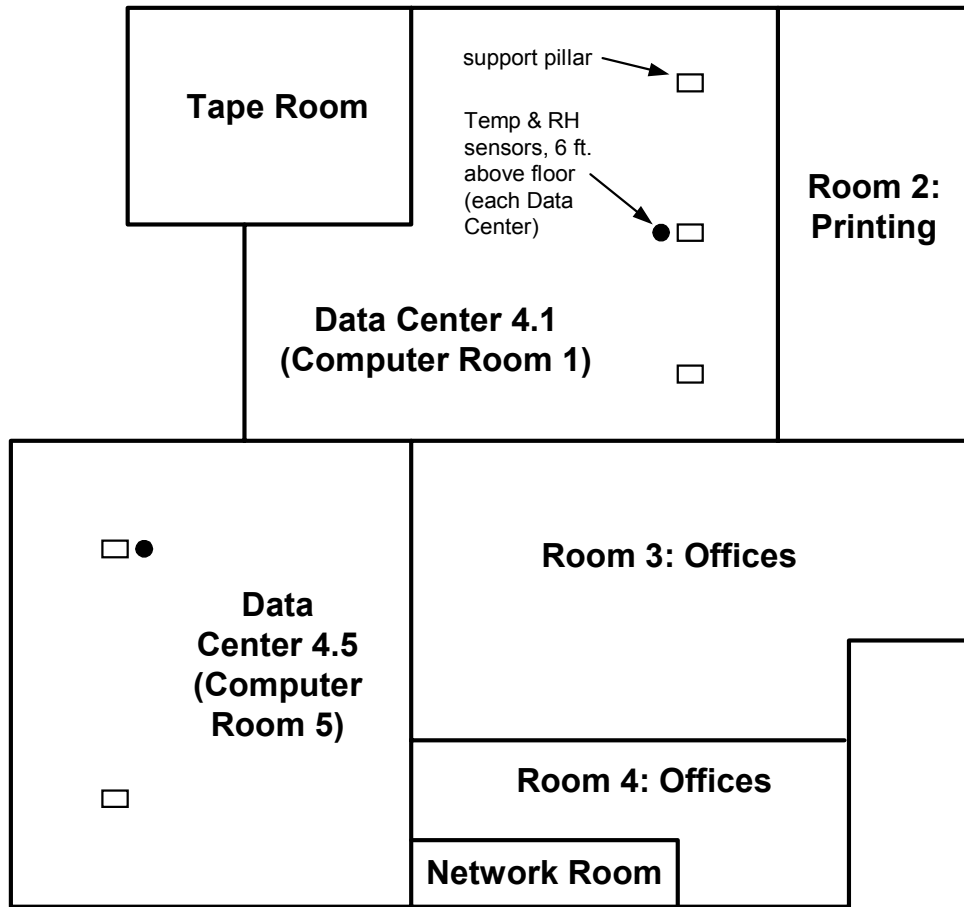 support pillar
Tape Room
Temp & RH
sensors, 6 ft.
above floor
(each Data
Center)
Room 2:
Printing
Data Center 4.1
(Computer Room 1)
Room 3: Offices
Data
Center 4.5
(Computer
Room 5)
Room 4: Offices
Network Room